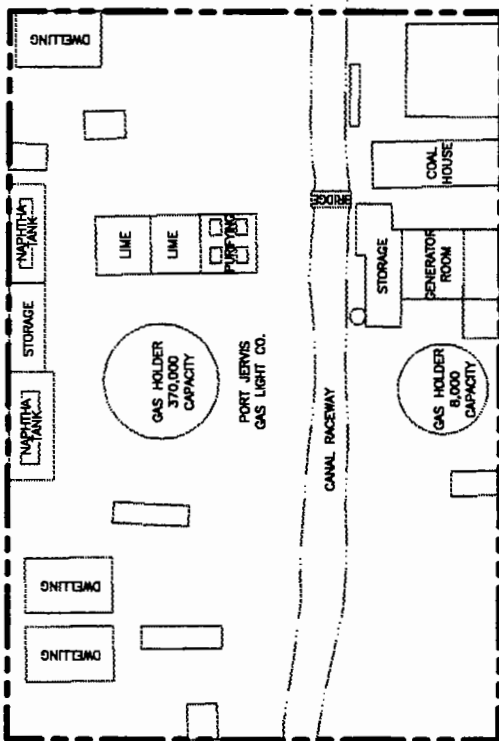 DWELLING
NAPHTHA
TANK
STORAGE
NAPHTHA
TANK
LIME
LIME
PURIFYING
GAS HOLDER
370,000
CAPACITY
PORT JERVIS
GAS LIGHT CO.
DWELLING
DWELLING
BRIDGE
CANAL RACEWAY
COAL
HOUSE
STORAGE
GENERATOR
ROOM
GAS HOLDER
8,000
CAPACITY